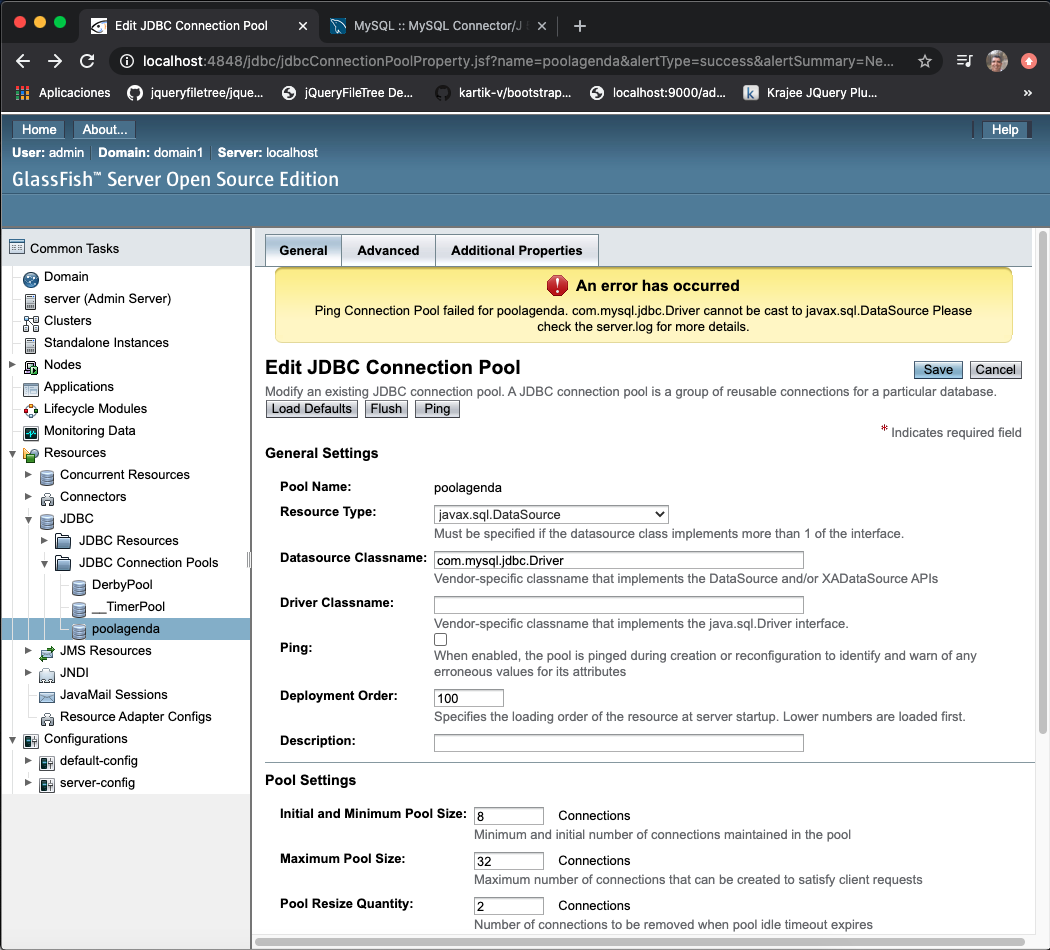 Edit JDBC Connection Pool
MySQL :: MySQL Connector/J
localhost:4848/jdbc/jdbcConnectionPoolProperty.jsf?name=poolagenda&alertType=success&alertSummary=Ne...
Aplicaciones
jqueryfiletree/jque...
jQueryFileTree De...
kartik-v/bootstrap...
localhost:9000/ad...
Krajee JQuery Plu...
»
Home
About...
Help
User: admin
Domain: domain1
Server: localhost
GlassFish™ Server Open Source Edition
Common Tasks
Domain
server (Admin Server)
Clusters
Standalone Instances
Nodes
Applications
Lifecycle Modules
Monitoring Data
Resources
Concurrent Resources
Connectors
JDBC
JDBC Resources
JDBC Connection Pools
DerbyPool
__TimerPool
poolagenda
JMS Resources
JNDI
JavaMail Sessions
Resource Adapter Configs
Configurations
default-config
server-config
General
Advanced
Additional Properties
An error has occurred
Ping Connection Pool failed for poolagenda. com.mysql.jdbc.Driver cannot be cast to javax.sql.DataSource Please
check the server.log for more details.
Edit JDBC Connection Pool
Save
Cancel
Modify an existing JDBC connection pool. A JDBC connection pool is a group of reusable connections for a particular database.
Load Defaults
Flush
Ping
* Indicates required field
General Settings
Pool Name: poolagenda
Resource Type: javax.sql.DataSource
Must be specified if the datasource class implements more than 1 of the interface.
Datasource Classname: com.mysql.jdbc.Driver
Vendor-specific classname that implements the DataSource and/or XADataSource APIs
Driver Classname:
Vendor-specific classname that implements the java.sql.Driver interface.
Ping:
When enabled, the pool is pinged during creation or reconfiguration to identify and warn of any
erroneous values for its attributes
Deployment Order: 100
Specifies the loading order of the resource at server startup. Lower numbers are loaded first.
Description:
Pool Settings
Initial and Minimum Pool Size: 8 Connections
Minimum and initial number of connections maintained in the pool
Maximum Pool Size: 32 Connections
Maximum number of connections that can be created to satisfy client requests
Pool Resize Quantity: 2 Connections
Number of connections to be removed when pool idle timeout expires